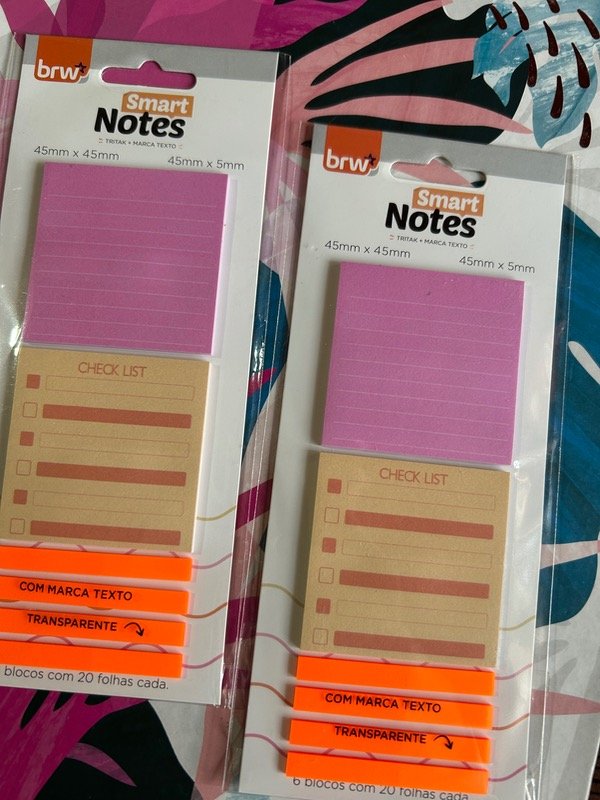 brw
Smart
Notes
TRITAK + MARCA TEXTO
45mm x 45mm
45mm x 5mm
CHECK LIST
COM MARCA TEXTO
TRANSPARENTE
blocos com 20 folhas cada.
brw
Smart
Notes
TRITAK + MARCA TEXTO
45mm x 45mm
45mm x 5mm
CHECK LIST
COM MARCA TEXTO
TRANSPARENTE
6 blocos com 20 folhas cada.